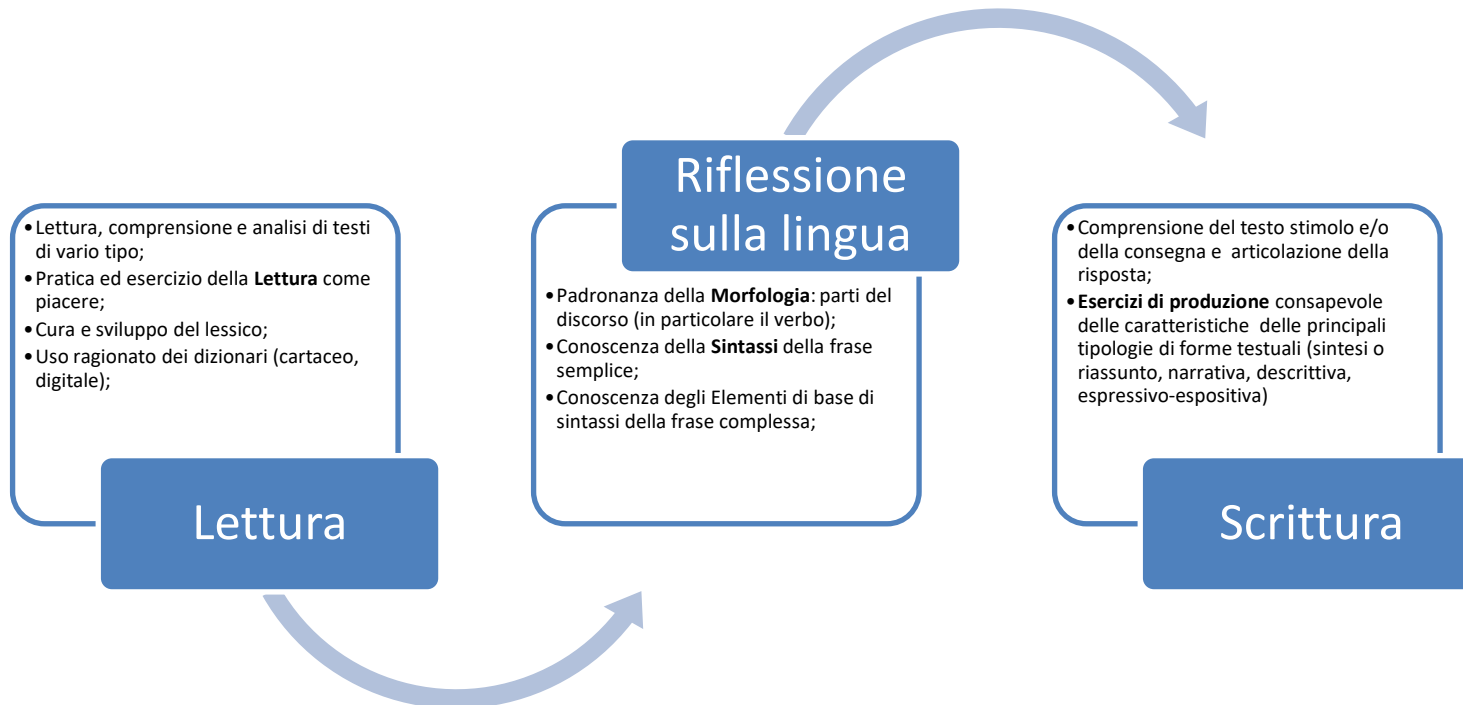 •Lettura, comprensione e analisi di testi
di vario tipo;
•Pratica ed esercizio della Lettura come
piacere;
•Cura e sviluppo del lessico;
•Uso ragionato dei dizionari (cartaceo,
digitale);
Lettura
Riflessione
sulla lingua
•Padronanza della Morfologia: parti del
discorso (in particolare il verbo);
•Conoscenza della Sintassi della frase
semplice;
•Conoscenza degli Elementi di base di
sintassi della frase complessa;
•Comprensione del testo stimolo e/o
della consegna e articolazione della
risposta;
•Esercizi di produzione consapevole
delle caratteristiche delle principali
tipologie di forme testuali (sintesi o
riassunto, narrativa, descrittiva,
espressivo-espositiva)
Scrittura